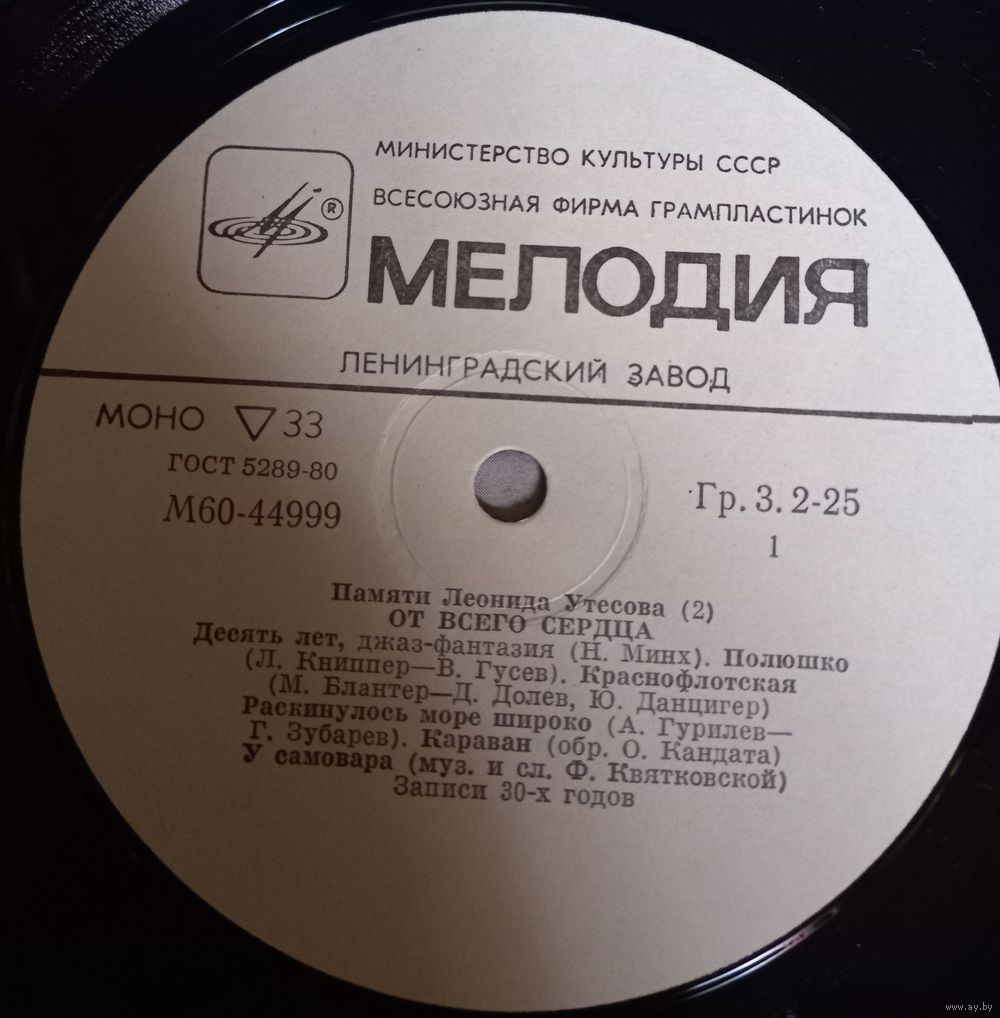 МИНИСТЕРСТВО КУЛЬТУРЫ СССР
ВСЕСОЮЗНАЯ ФИРМА ГРАМПЛАСТИНОК
®
МЕЛОДИЯ
ЛЕНИНГРАДСКИЙ ЗАВОД
МОНО ▽ 33
ГОСТ 5289-80
М60-44999
Гр. 3. 2-25
1
Памяти Леонида Утесова (2)
ОТ ВСЕГО СЕРДЦА
Десять лет, джаз-фантазия (Н. Минх). Полюшко
(Л. Книппер—В. Гусев). Краснофлотская
(М. Блантер—Д. Долев, Ю. Данцигер)
Раскинулось море широко (А. Гурилев—
Г. Зубарев). Караван (обр. О. Кандата)
У самовара (муз. и сл. Ф. Квятковской)
Записи 30-х годов
www.ay.by